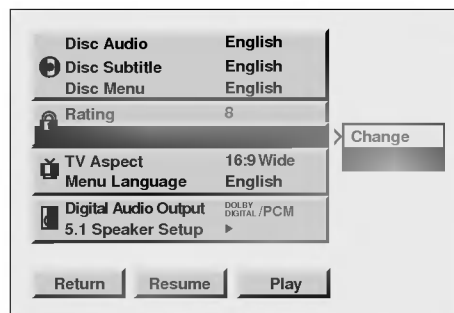 Disc Audio English
Disc Subtitle English
Disc Menu English
Rating 8
Change
TV Aspect 16:9 Wide
Menu Language English
Digital Audio Output DOLBY DIGITAL /PCM
5.1 Speaker Setup ▶
Return Resume Play